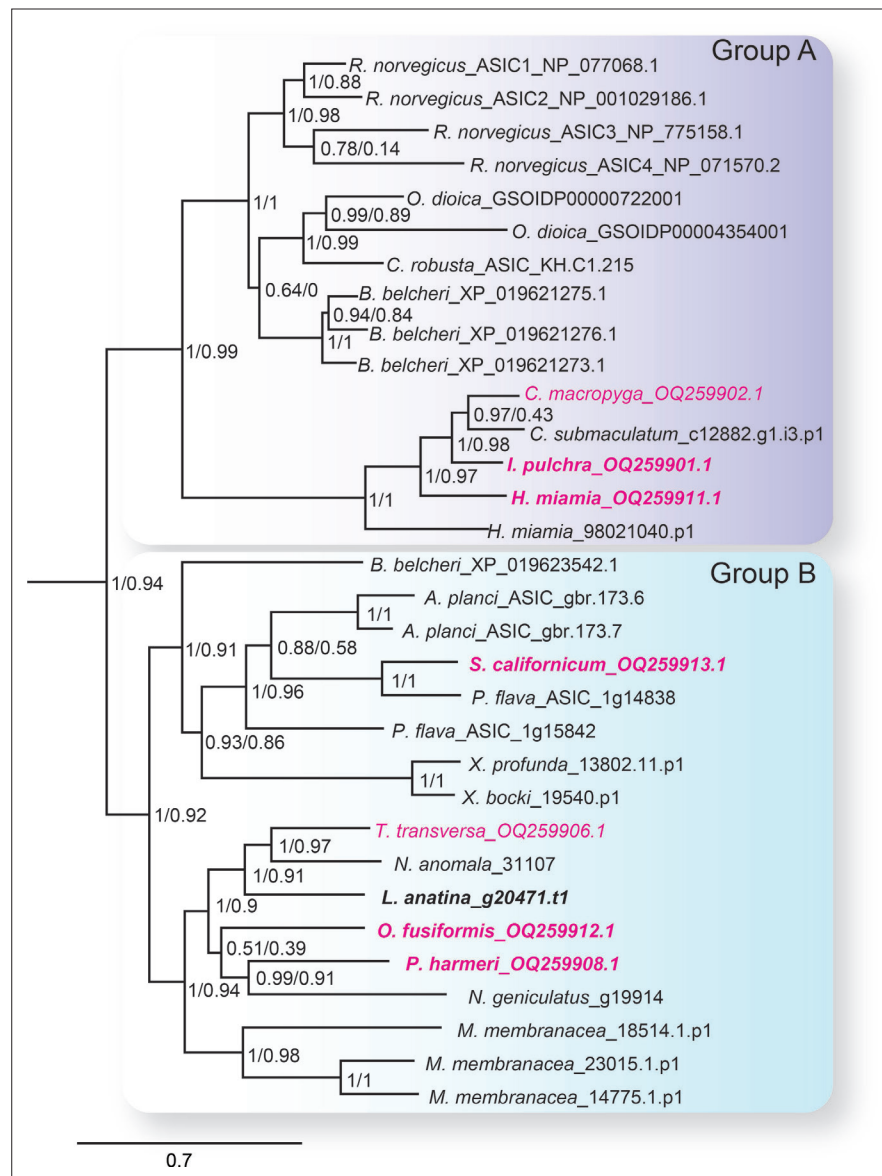 Group A
R. norvegicus_ASIC1_NP_077068.1
1/0.88
R. norvegicus_ASIC2_NP_001029186.1
1/0.98
R. norvegicus_ASIC3_NP_775158.1
0.78/0.14
R. norvegicus_ASIC4_NP_071570.2
1/1
O. dioica_GSOIDP00000722001
0.99/0.89
O. dioica_GSOIDP00004354001
1/0.99
C. robusta_ASIC_KH.C1.215
0.64/0
B. belcheri_XP_019621275.1
0.94/0.84
B. belcheri_XP_019621276.1
1/1
1/0.99
B. belcheri_XP_019621273.1
C. macropyga_OQ259902.1
0.97/0.43
C. submaculatum_c12882.g1.i3.p1
1/0.98
I. pulchra_OQ259901.1
1/0.97
H. miamia_OQ259911.1
1/1
H. miamia_98021040.p1
Group B
B. belcheri_XP_019623542.1
1/0.94
A. planci_ASIC_gbr.173.6
1/1
A. planci_ASIC_gbr.173.7
1/0.91
0.88/0.58
S. californicum_OQ259913.1
1/1
1/0.96
P. flava_ASIC_1g14838
P. flava_ASIC_1g15842
0.93/0.86
X. profunda_13802.11.p1
1/1
X. bocki_19540.p1
1/0.92
T. transversa_OQ259906.1
1/0.97
N. anomala_31107
1/0.91
L. anatina_g20471.t1
1/0.9
O. fusiformis_OQ259912.1
0.51/0.39
P. harmeri_OQ259908.1
0.99/0.91
1/0.94
N. geniculatus_g19914
M. membranacea_18514.1.p1
1/0.98
M. membranacea_23015.1.p1
1/1
M. membranacea_14775.1.p1
0.7